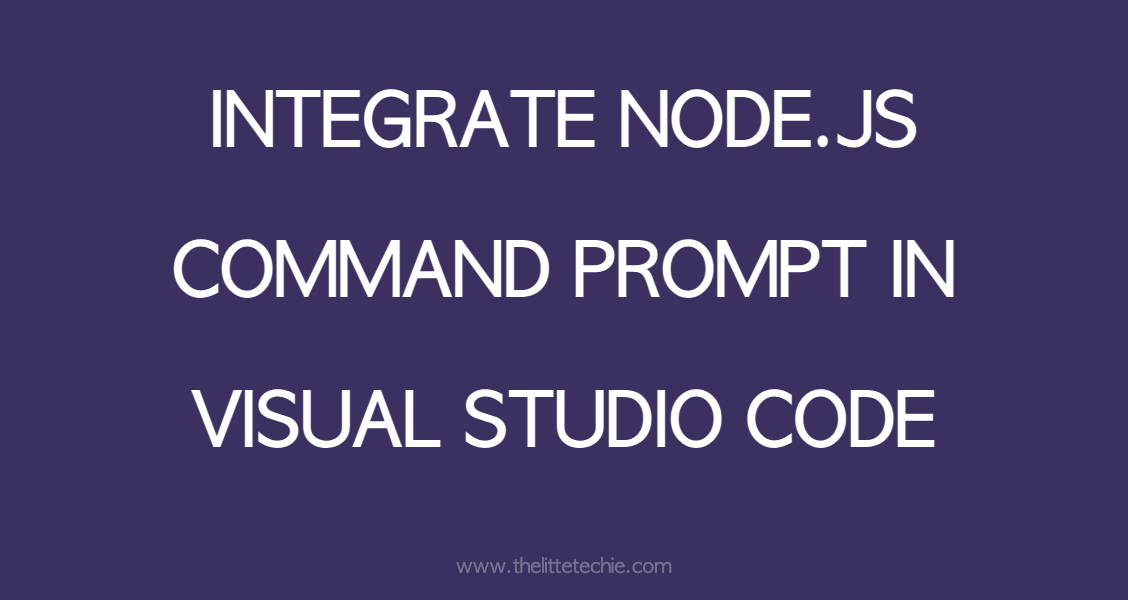 INTEGRATE NODE.JS
COMMAND PROMPT IN
VISUAL STUDIO CODE
www.thelittetechie.com